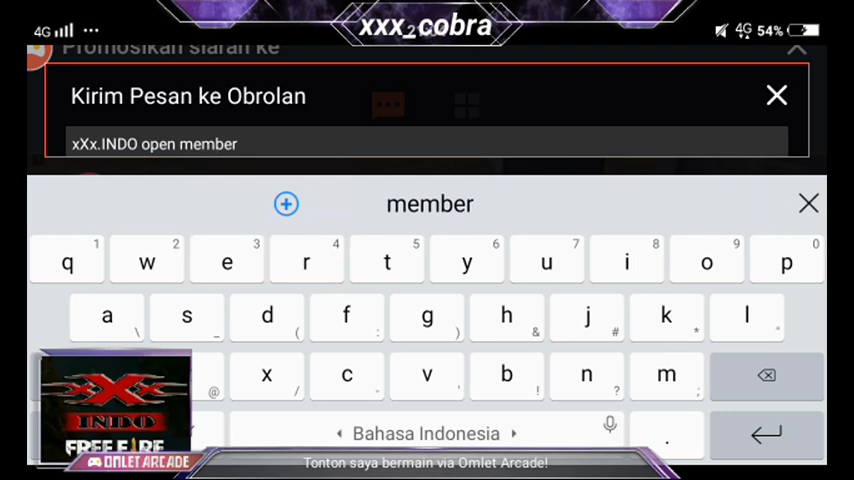 xxx_cobra
4G
4G 54%
Promosikan siaran ke
Kirim Pesan ke Obrolan
xXx.INDO open member
member
1 2 3 4 5 6 7 8 9 0
q w e r t y u i o p
a s d f g h j k l
\ _ ( : ) & # * "
x c v b n m
@ / - ' ! ? ;
xXx
INDO
FREE FIRE
Bahasa Indonesia
.
OMLET ARCADE
Tonton saya bermain via Omlet Arcade!